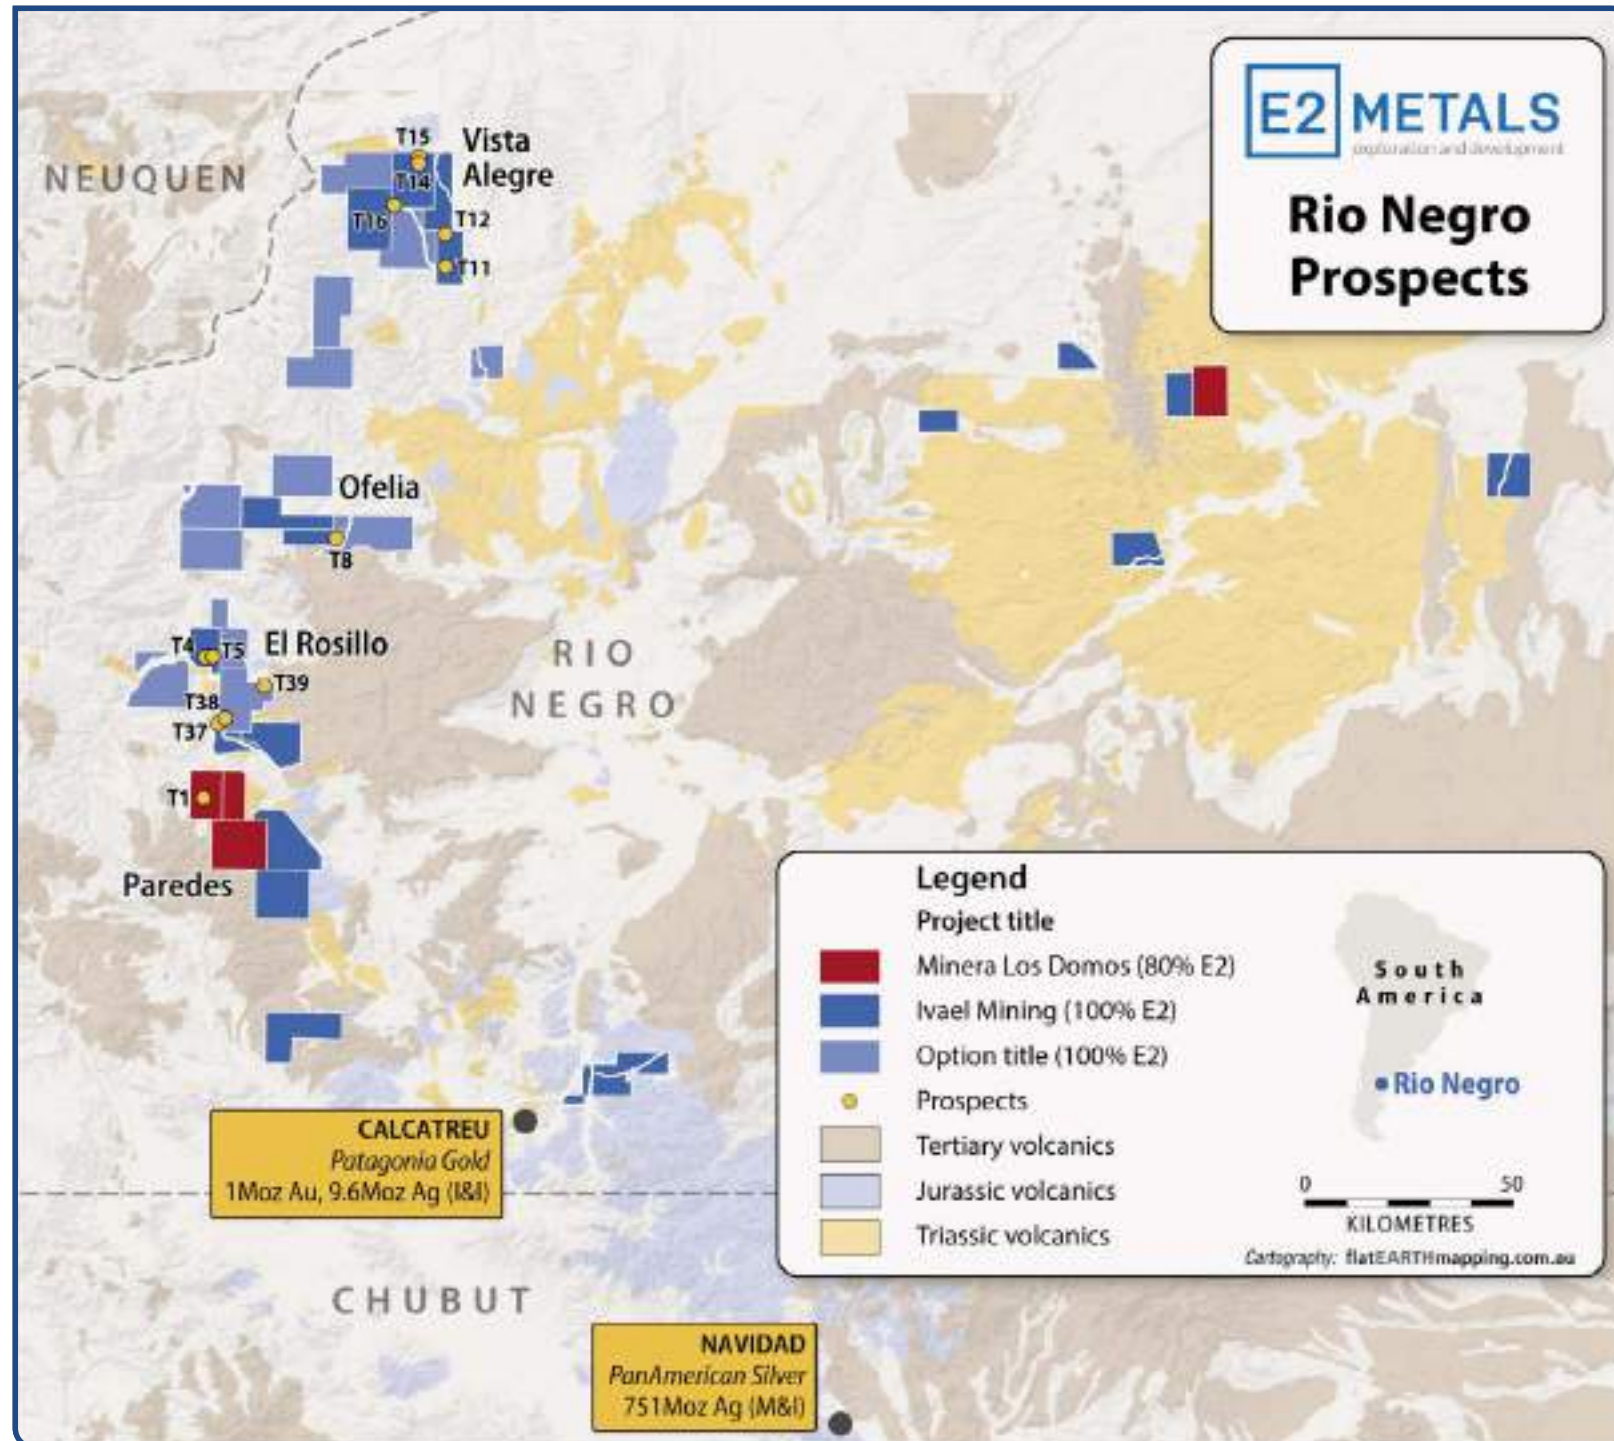 E2 METALS
exploration and development
Rio Negro
Prospects
NEUQUEN
T15
Vista
Alegre
T14
T16
T12
T11
Ofelia
T8
T4
T5
El Rosillo
T39
T38
T37
RIO
NEGRO
T1
Paredes
Legend
Project title
Minera Los Domos (80% E2)
Ivael Mining (100% E2)
Option title (100% E2)
Prospects
Tertiary volcanics
Jurassic volcanics
Triassic volcanics
South
America
Rio Negro
0 50
KILOMETRES
Cartography: flatEARTHmapping.com.au
CALCATREU
Patagonia Gold
1Moz Au, 9.6Moz Ag (I&I)
CHUBUT
NAVIDAD
PanAmerican Silver
751Moz Ag (M&I)